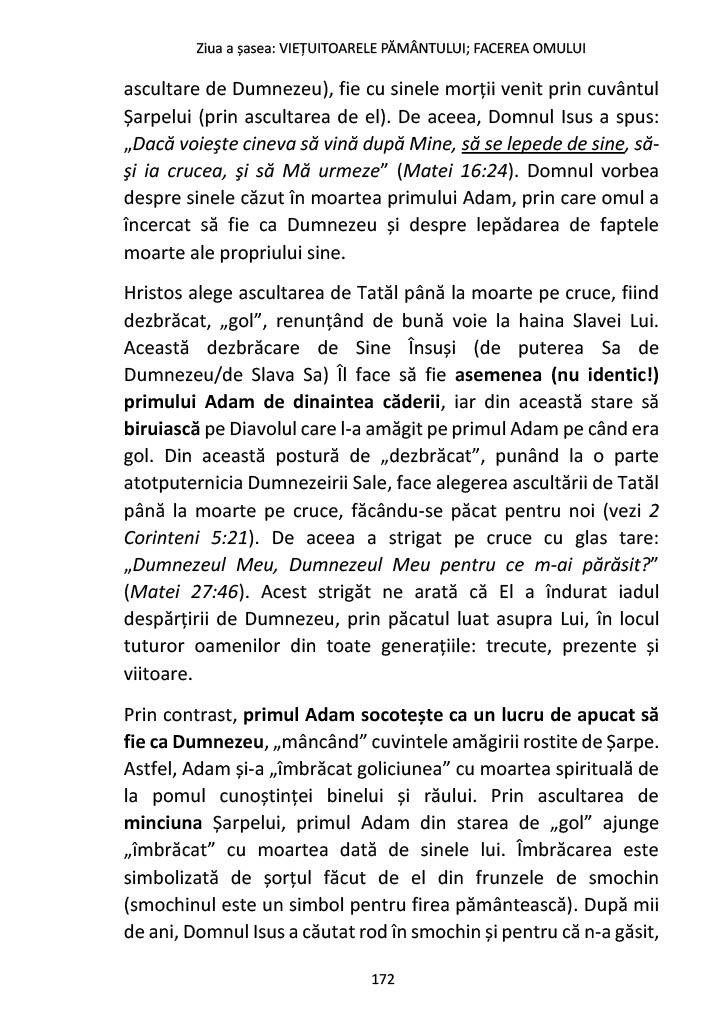 Ziua a șasea: VIEȚUITOARELE PĂMÂNTULUI; FACEREA OMULUI
ascultare de Dumnezeu), fie cu sinele morții venit prin cuvântul
Șarpelui (prin ascultarea de el). De aceea, Domnul Isus a spus:
„Dacă voieşte cineva să vină după Mine, să se lepede de sine, să-
şi ia crucea, şi să Mă urmeze” (Matei 16:24). Domnul vorbea
despre sinele căzut în moartea primului Adam, prin care omul a
încercat să fie ca Dumnezeu și despre lepădarea de faptele
moarte ale propriului sine.
Hristos alege ascultarea de Tatăl până la moarte pe cruce, fiind
dezbrăcat, „gol”, renunțând de bună voie la haina Slavei Lui.
Această dezbrăcare de Sine Însuși (de puterea Sa de
Dumnezeu/de Slava Sa) Îl face să fie asemenea (nu identic!)
primului Adam de dinaintea căderii, iar din această stare să
biruiască pe Diavolul care l-a amăgit pe primul Adam pe când era
gol. Din această postură de „dezbrăcat”, punând la o parte
atotputernicia Dumnezeirii Sale, face alegerea ascultării de Tatăl
până la moarte pe cruce, făcându-se păcat pentru noi (vezi 2
Corinteni 5:21). De aceea a strigat pe cruce cu glas tare:
„Dumnezeul Meu, Dumnezeul Meu pentru ce m-ai părăsit?”
(Matei 27:46). Acest strigăt ne arată că El a îndurat iadul
despărțirii de Dumnezeu, prin păcatul luat asupra Lui, în locul
tuturor oamenilor din toate generațiile: trecute, prezente și
viitoare.
Prin contrast, primul Adam socotește ca un lucru de apucat să
fie ca Dumnezeu, „mâncând” cuvintele amăgirii rostite de Șarpe.
Astfel, Adam și-a „îmbrăcat goliciunea” cu moartea spirituală de
la pomul cunoștinței binelui și răului. Prin ascultarea de
minciuna Șarpelui, primul Adam din starea de „gol” ajunge
„îmbrăcat” cu moartea dată de sinele lui. Îmbrăcarea este
simbolizată de șorțul făcut de el din frunzele de smochin
(smochinul este un simbol pentru firea pământească). După mii
de ani, Domnul Isus a căutat rod în smochin și pentru că n-a găsit,
172